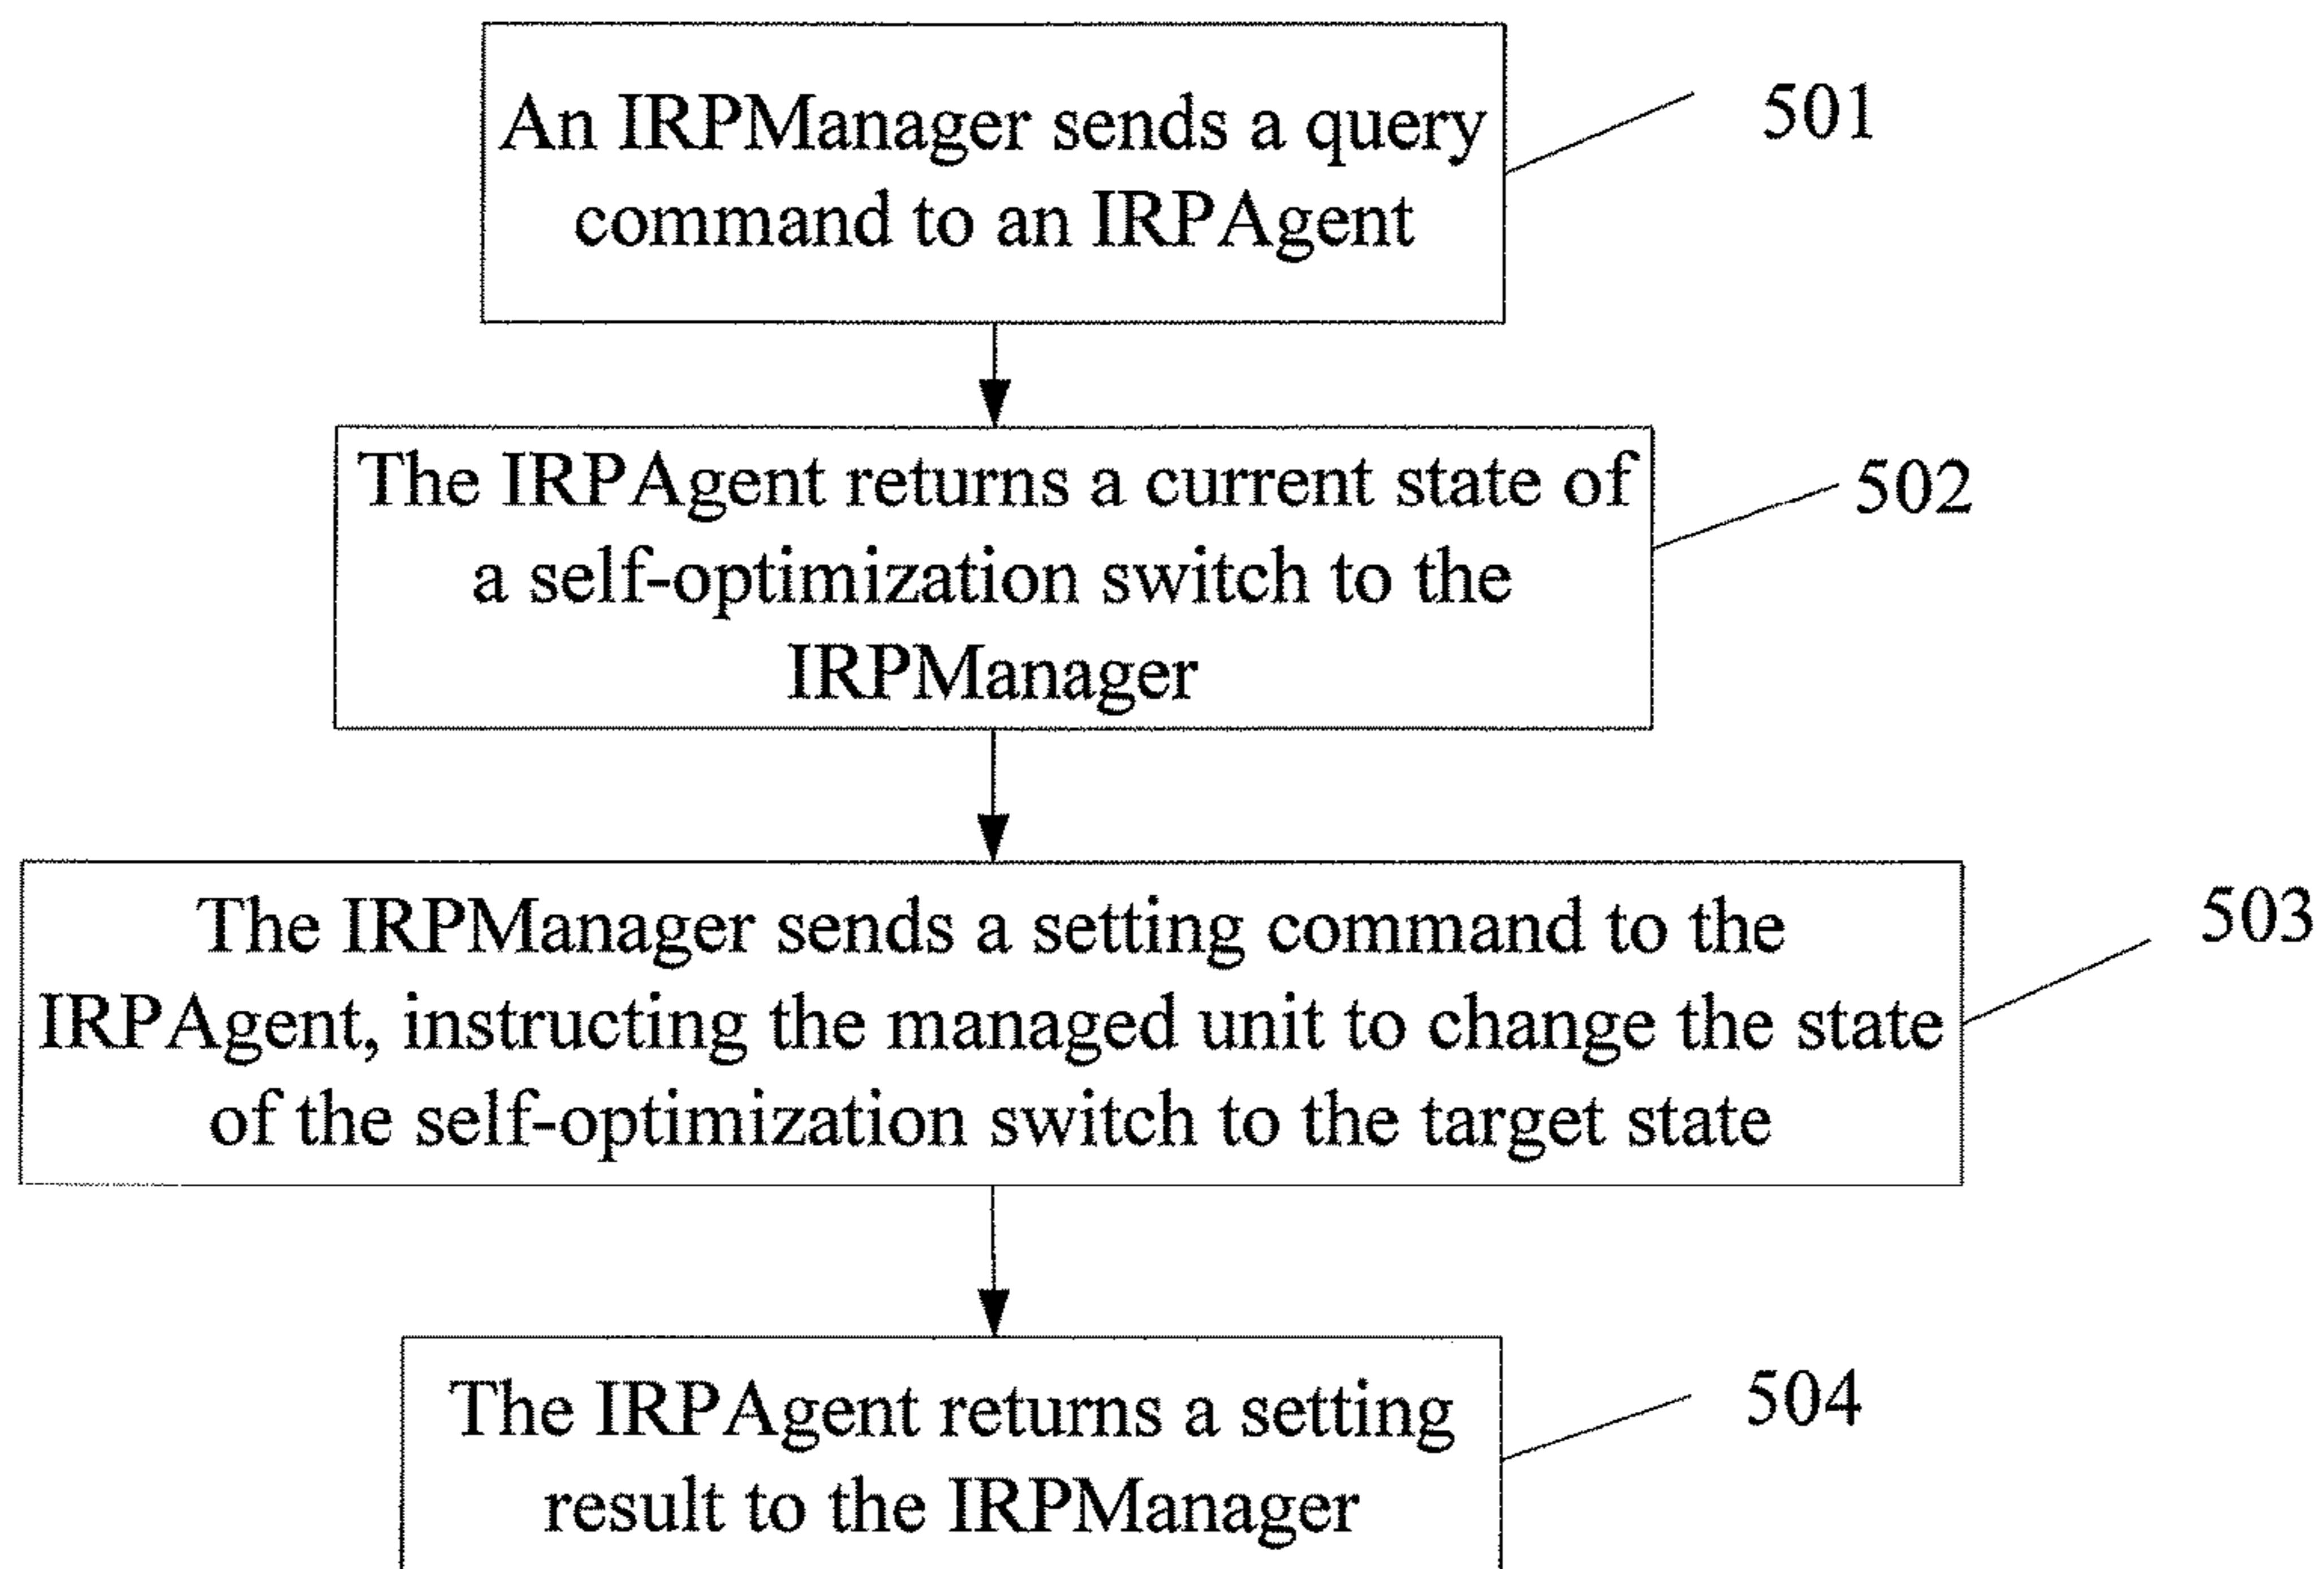 An IRPManager sends a query
command to an IRPAgent
501
The IRPAgent returns a current state of
a self-optimization switch to the
IRPManager
502
The IRPManager sends a setting command to the
IRPAgent, instructing the managed unit to change the state
of the self-optimization switch to the target state
503
The IRPAgent returns a setting
result to the IRPManager
504